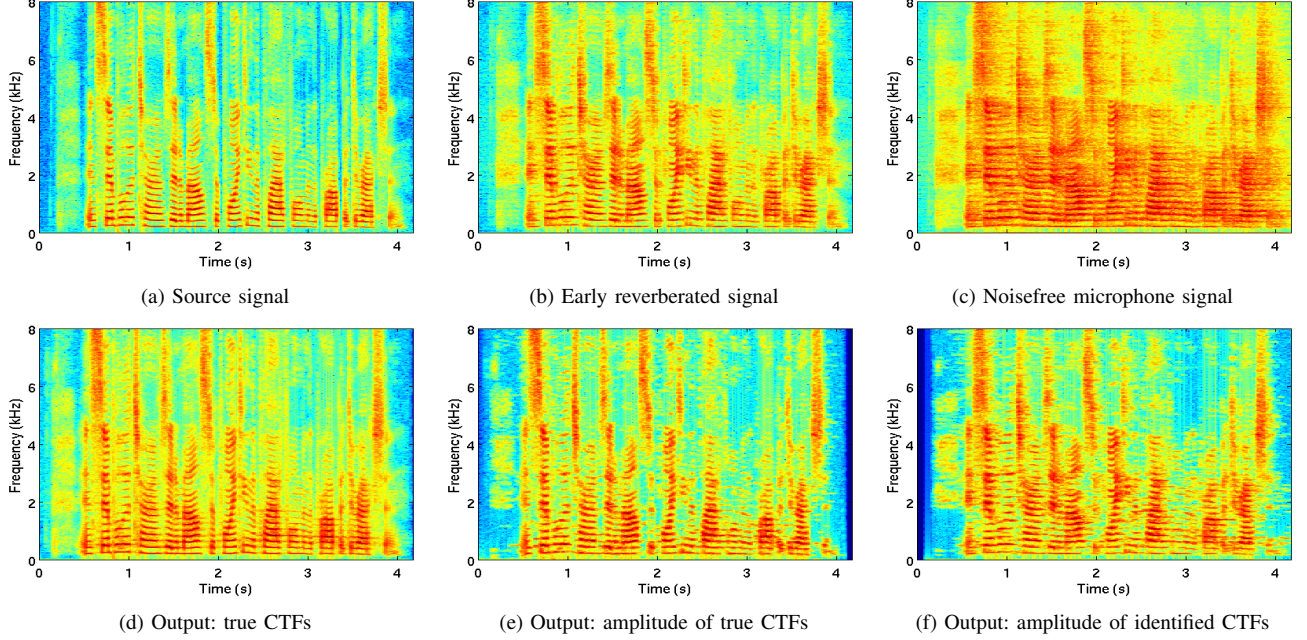 8
6
4
2
0
Frequency (kHz)
0 1 2 3 4
Time (s)
(a) Source signal
8
6
4
2
0
Frequency (kHz)
0 1 2 3 4
Time (s)
(b) Early reverberated signal
8
6
4
2
0
Frequency (kHz)
0 1 2 3 4
Time (s)
(c) Noisefree microphone signal
8
6
4
2
0
Frequency (kHz)
0 1 2 3 4
Time (s)
(d) Output: true CTFs
8
6
4
2
0
Frequency (kHz)
0 1 2 3 4
Time (s)
(e) Output: amplitude of true CTFs
8
6
4
2
0
Frequency (kHz)
0 1 2 3 4
Time (s)
(f) Output: amplitude of identified CTFs